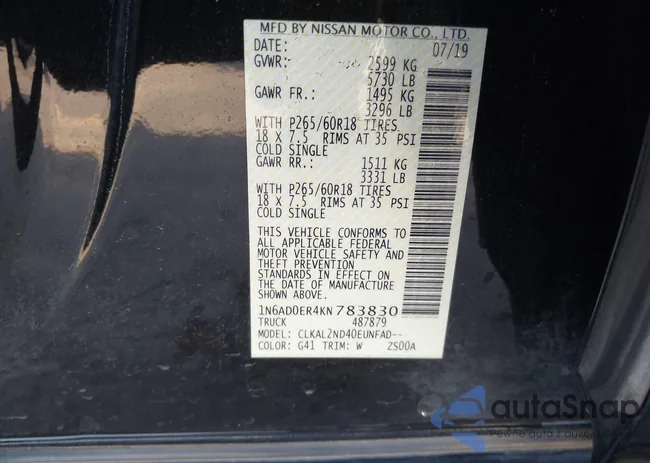 MFD BY NISSAN MOTOR CO., LTD.
DATE: 07/19
GVWR: 2599 KG
5730 LB
GAWR FR.: 1495 KG
3296 LB
WITH P265/60R18 TIRES
18 X 7.5 RIMS AT 35 PSI
COLD SINGLE
GAWR RR.: 1511 KG
3331 LB
WITH P265/60R18 TIRES
18 X 7.5 RIMS AT 35 PSI
COLD SINGLE
THIS VEHICLE CONFORMS TO
ALL APPLICABLE FEDERAL
MOTOR VEHICLE SAFETY AND
THEFT PREVENTION
STANDARDS IN EFFECT ON
THE DATE OF MANUFACTURE
SHOWN ABOVE.
1N6AD0ER4KN783830
TRUCK 487879
MODEL: CLKAL2ND40EUNFAD--
COLOR: G41 TRIM: W ZS00A
autaSnap
Pewne auta z aukcji